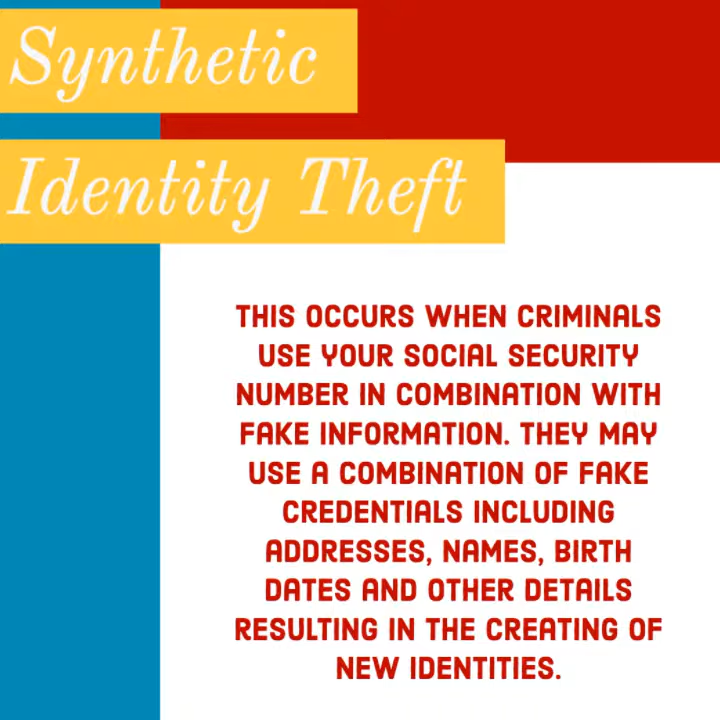 Synthetic
Identity Theft
THIS OCCURS WHEN CRIMINALS
USE YOUR SOCIAL SECURITY
NUMBER IN COMBINATION WITH
FAKE INFORMATION. THEY MAY
USE A COMBINATION OF FAKE
CREDENTIALS INCLUDING
ADDRESSES, NAMES, BIRTH
DATES AND OTHER DETAILS
RESULTING IN THE CREATING OF
NEW IDENTITIES.